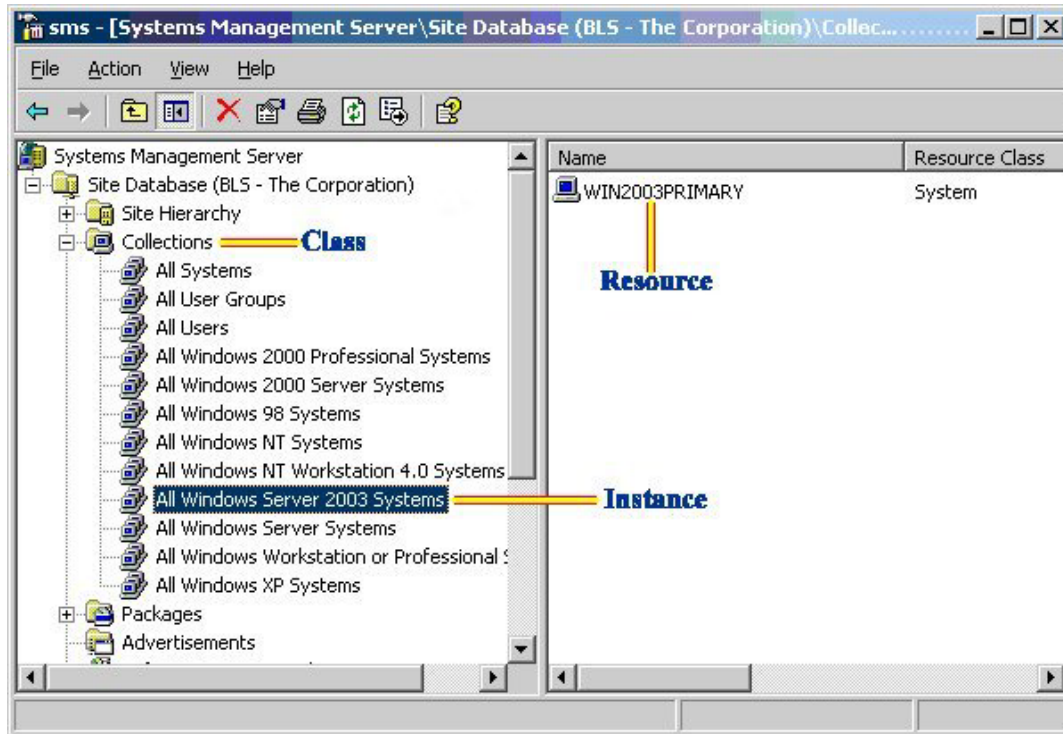 sms - [Systems Management Server\Site Database (BLS - The Corporation)\Collec...
File Action View Help
Systems Management Server
Site Database (BLS - The Corporation)
Site Hierarchy
Collections
Class
All Systems
All User Groups
All Users
All Windows 2000 Professional Systems
All Windows 2000 Server Systems
All Windows 98 Systems
All Windows NT Systems
All Windows NT Workstation 4.0 Systems
All Windows Server 2003 Systems
Instance
All Windows Server Systems
All Windows Workstation or Professional
All Windows XP Systems
Packages
Advertisements
Name Resource Class
WIN2003PRIMARY System
Resource